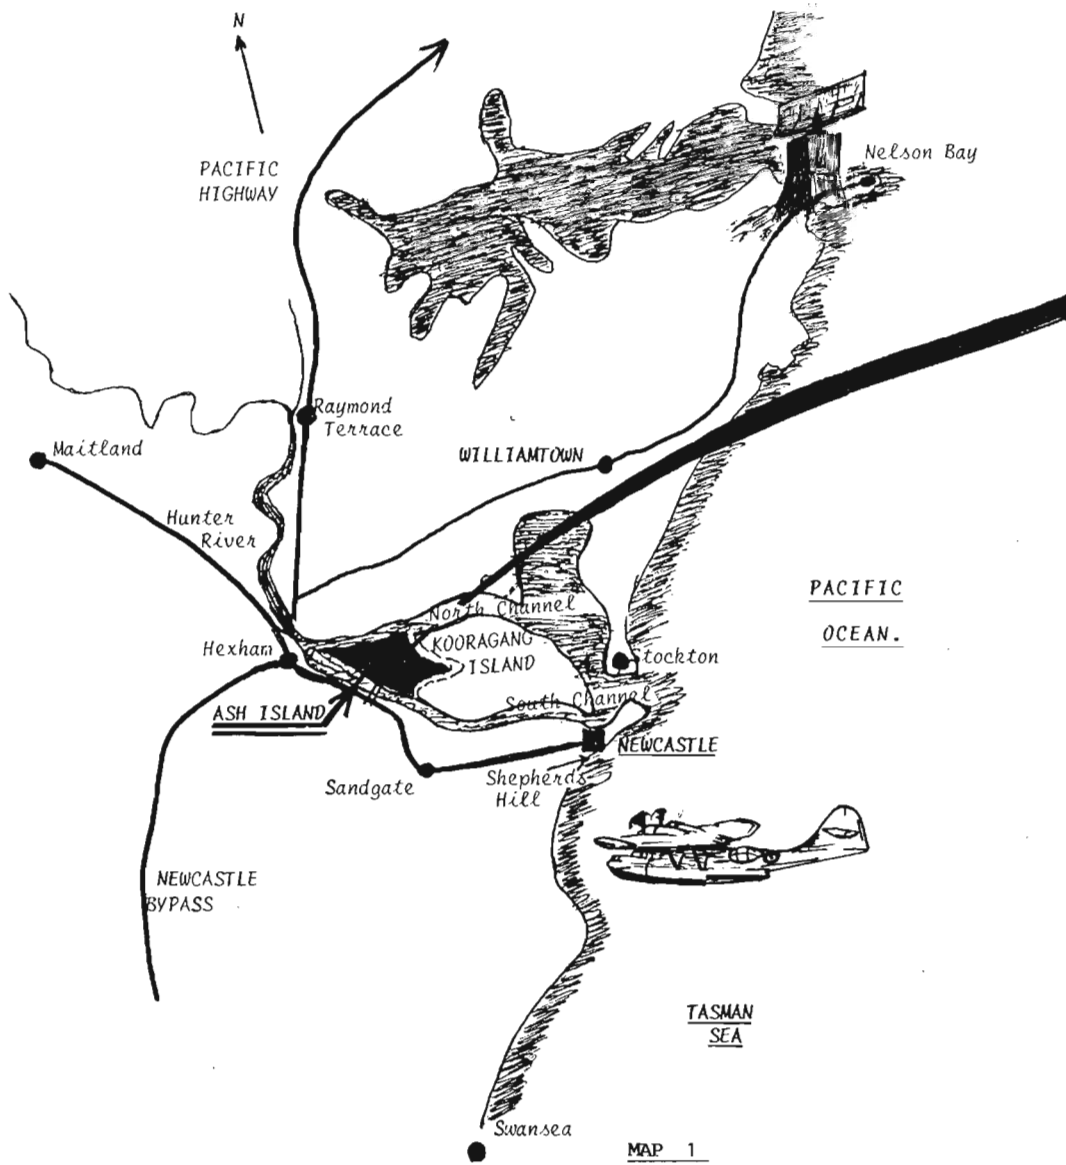 N
PACIFIC
HIGHWAY
Nelson Bay
Raymond
Terrace
Maitland
WILLIAMTOWN
Hunter
River
PACIFIC
OCEAN.
North Channel
Hexham
KOORAGANG
ISLAND
Stockton
ASH ISLAND
South Channel
NEWCASTLE
Sandgate
Shepherds
Hill
NEWCASTLE
BYPASS
TASMAN
SEA
Swansea
MAP 1